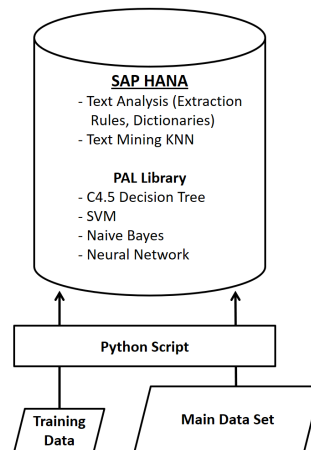 SAP HANA
- Text Analysis (Extraction
Rules, Dictionaries)
- Text Mining KNN
PAL Library
- C4.5 Decision Tree
- SVM
- Naive Bayes
- Neural Network
Python Script
Training
Data
Main Data Set